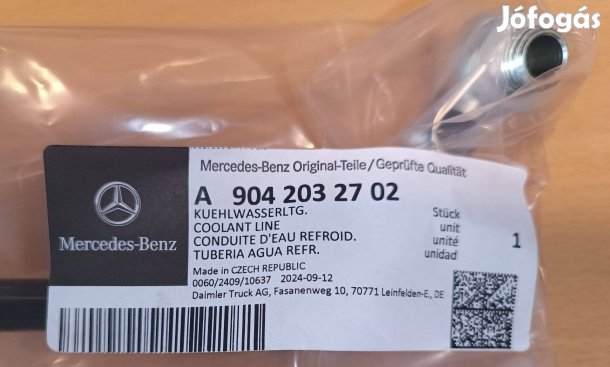 Jófogás
Mercedes-Benz Original-Teile/Geprüfte Qualität
A 904 203 27 02
KUEHLWASSERLTG.
COOLANT LINE
CONDUITE D'EAU REFROID.
TUBERIA AGUA REFR.
Stück
unit
unité
unidad
1
Made in CZECH REPUBLIC
0060/2409/10637 2024-09-12
Daimler Truck AG, Fasanenweg 10, 70771 Leinfelden-E., DE
Mercedes-Benz